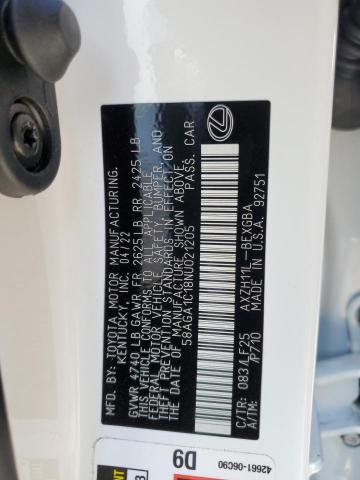 MFD. BY: TOYOTA MOTOR MANUFACTURING,
KENTUCKY, INC. 04/22
GVWR 4740 LB GAWR FR 2625 LB RR 2425 LB
THIS VEHICLE CONFORMS TO ALL APPLICABLE
FEDERAL MOTOR VEHICLE SAFETY, BUMPER, AND
THEFT PREVENTION STANDARDS IN EFFECT ON
THE DATE OF MANUFACTURE SHOWN ABOVE.
58AGA1C18NU021205 PASS. CAR
C/TR: 083/LF25 AXZH11L-BEXGBA
A/TM: /P710 MADE IN U.S.A. 92751
D9
42661-06C90